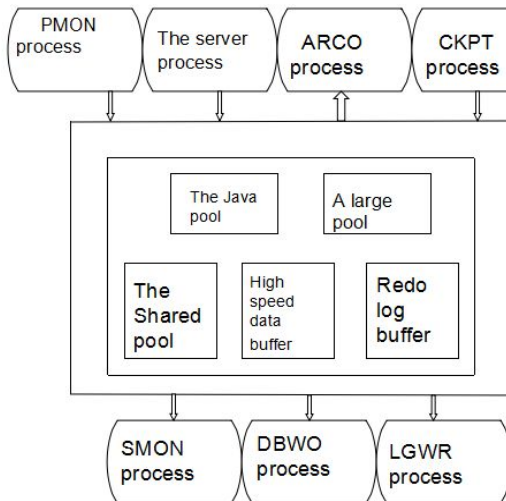 PMON
process
The server
process
ARCO
process
CKPT
process
The Java
pool
A large
pool
The
Shared
pool
High
speed
data
buffer
Redo
log
buffer
SMON
process
DBWO
process
LGWR
process